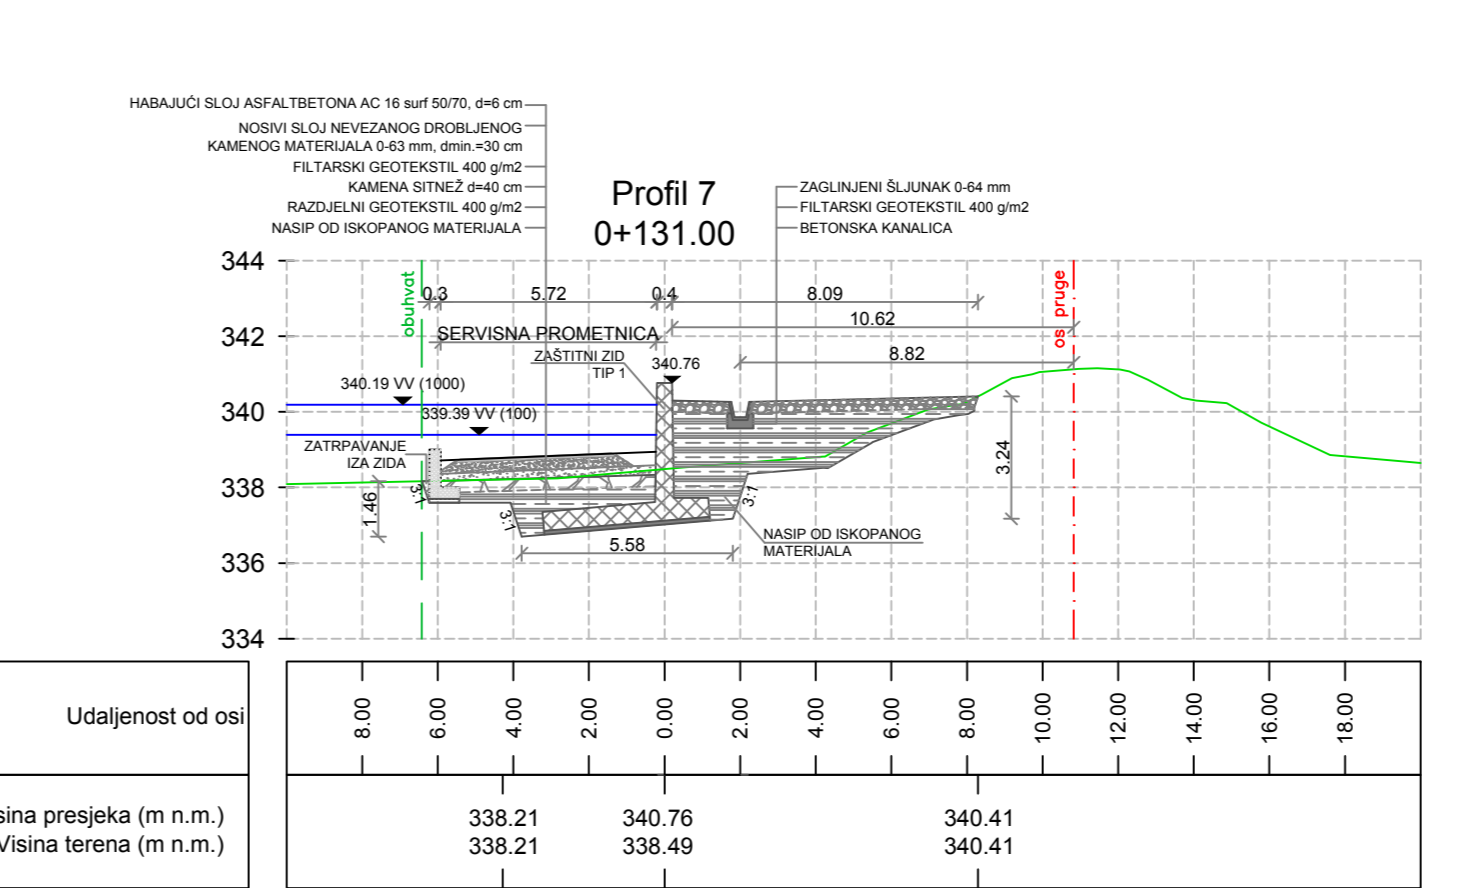 HABAJUĆI SLOJ ASFALTBETONA AC 16 surf 50/70, d=6 cm
NOSIVI SLOJ NEVEZANOG DROBLJENOG
KAMENOG MATERIJALA 0-63 mm, dmin.=30 cm
FILTARSKI GEOTEKSTIL 400 g/m2
KAMENA SITNEŽ d=40 cm
RAZDJELNI GEOTEKSTIL 400 g/m2
NASIP OD ISKOPANOG MATERIJALA
Profil 7
0+131.00
ZAGLINJENI ŠLJUNAK 0-64 mm
FILTARSKI GEOTEKSTIL 400 g/m2
BETONSKA KANALICA
344
342
340
338
336
334
obuhvat
os pruge
0.3
5.72
0.4
8.09
10.62
8.82
SERVISNA PROMETNICA
ZAŠTITNI ZID
TIP 1
340.76
340.19 VV (1000)
339.39 VV (100)
ZATRPAVANJE
IZA ZIDA
1.46
3:1
3:1
3:1
5.58
3.24
NASIP OD ISKOPANOG
MATERIJALA
Udaljenost od osi
8.00
6.00
4.00
2.00
0.00
2.00
4.00
6.00
8.00
10.00
12.00
14.00
16.00
18.00
sina presjeka (m n.m.)
338.21
340.76
340.41
Visina terena (m n.m.)
338.21
338.49
340.41